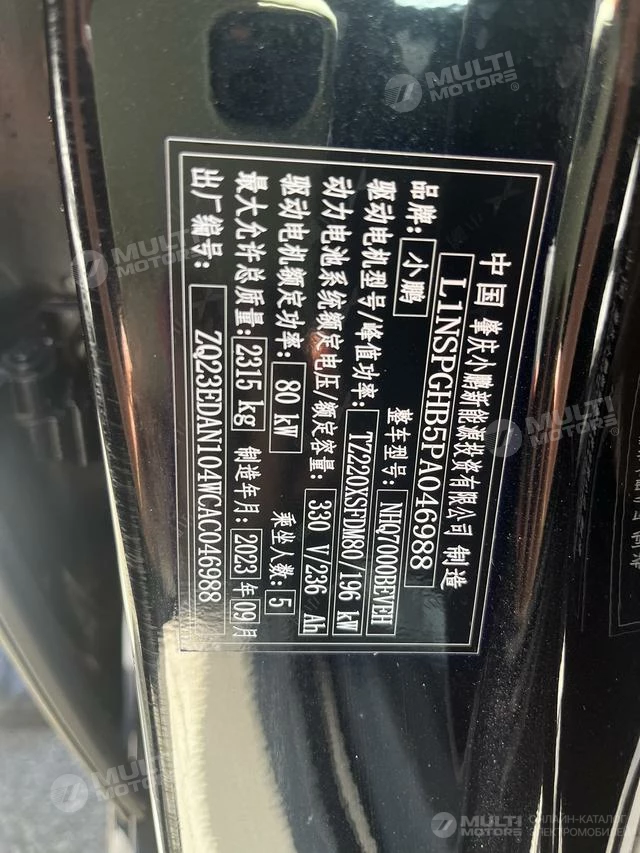 中国 肇庆小鹏新能源投资有限公司 制造
L1NSPGHB5PA046988
品牌: 小鹏 整车型号: NHQ7000BEVEH
驱动电机型号/峰值功率: TZ220XSFDM80/196 kW
动力电池系统额定电压/额定容量: 330 V/236 Ah
驱动电机额定功率: 80 kW 乘坐人数: 5
最大允许总质量: 2315 kg 制造年月: 2023年09月
出厂编号: ZQ23EDAN104WCAC046988
MULTI MOTORS®
MULTI MOTORS
MULTI MOTORS
MULTI MOTORS
MULTI MOTORS
ОНЛАЙН-КАТАЛОГ
ЭЛЕКТРОМОБИЛЕЙ